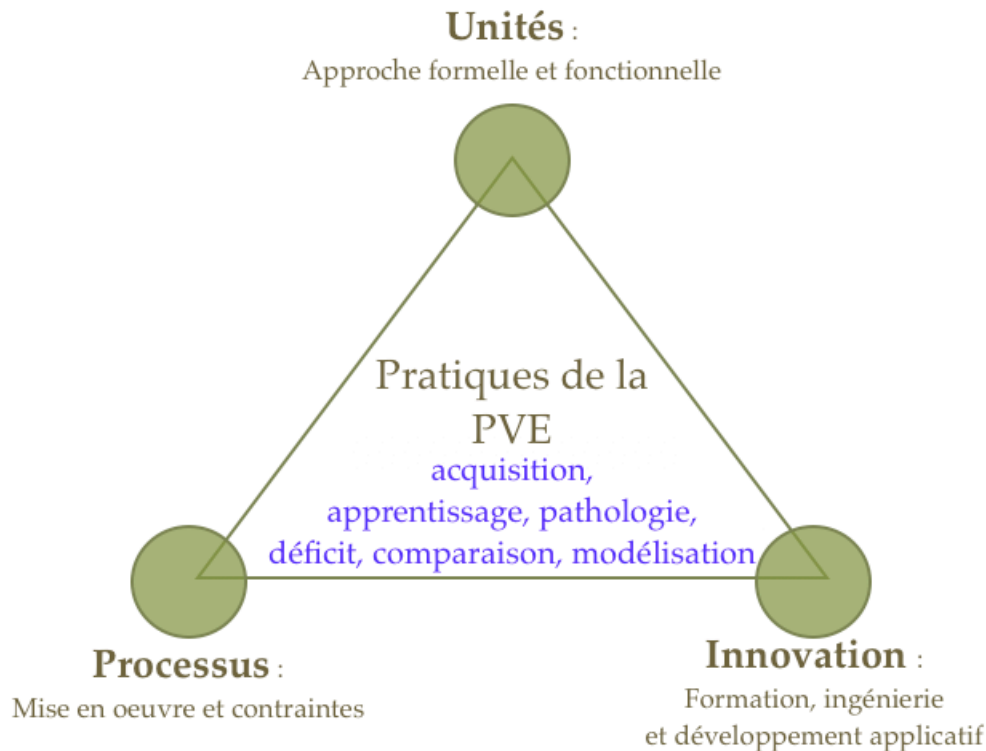 Unités :
Approche formelle et fonctionnelle
Pratiques de la
PVE
acquisition,
apprentissage, pathologie,
déficit, comparaison, modélisation
Processus :
Mise en oeuvre et contraintes
Innovation :
Formation, ingénierie
et développement applicatif